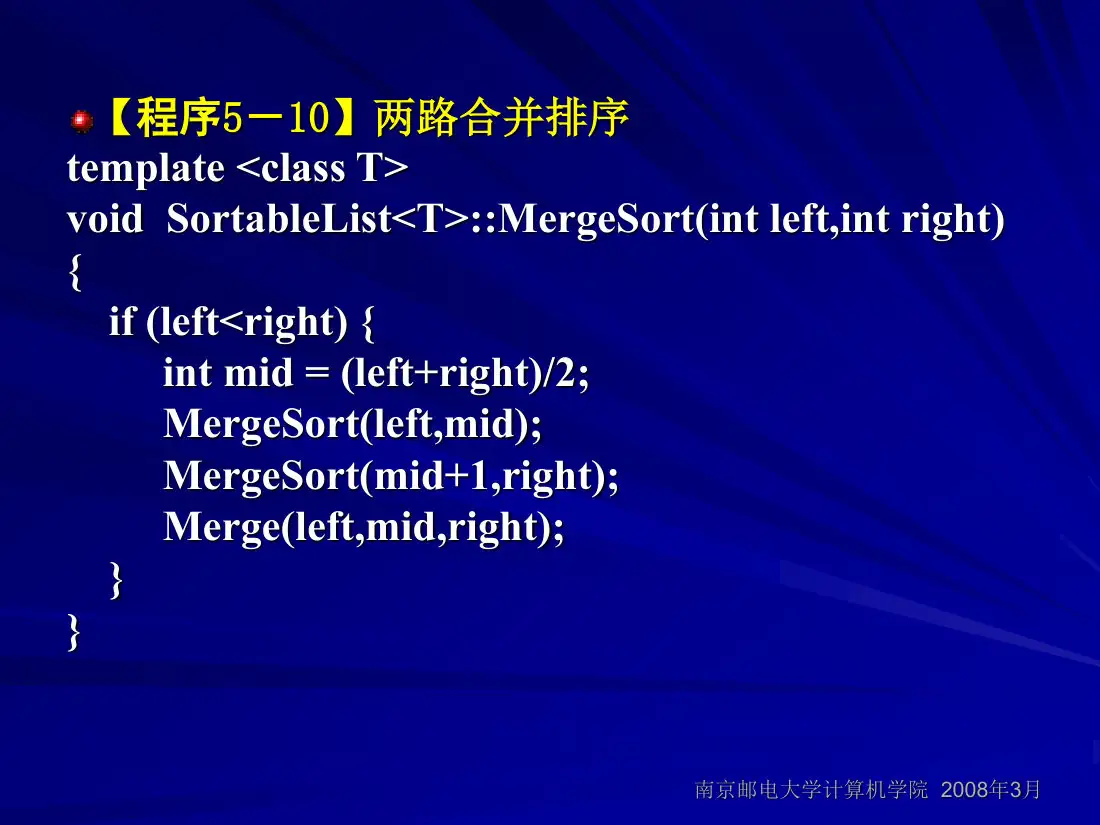 【程序5－10】两路合并排序
template <class T>
void  SortableList<T>::MergeSort(int left,int right)
{
if (left<right) {
int mid = (left+right)/2;
MergeSort(left,mid);
MergeSort(mid+1,right);
Merge(left,mid,right);
}
}
南京邮电大学计算机学院  2008年3月